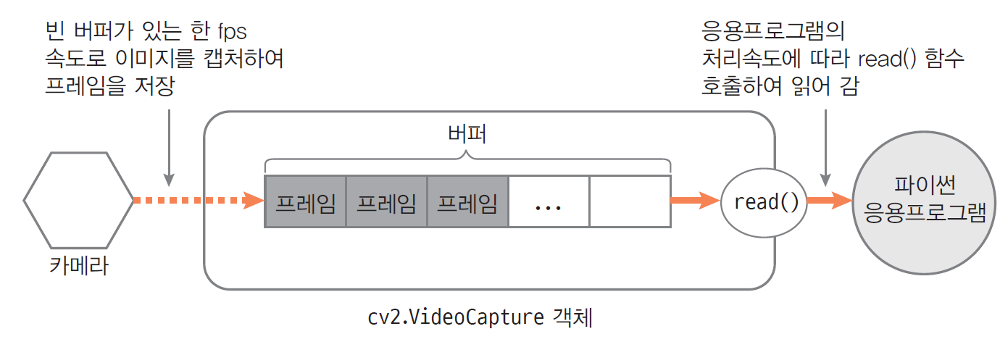 빈 버퍼가 있는 한 fps
속도로 이미지를 캡처하여
프레임을 저장
응용프로그램의
처리속도에 따라 read() 함수
호출하여 읽어 감
버퍼
프레임 프레임 프레임 ...
read()
파이썬
응용프로그램
카메라
cv2.VideoCapture 객체